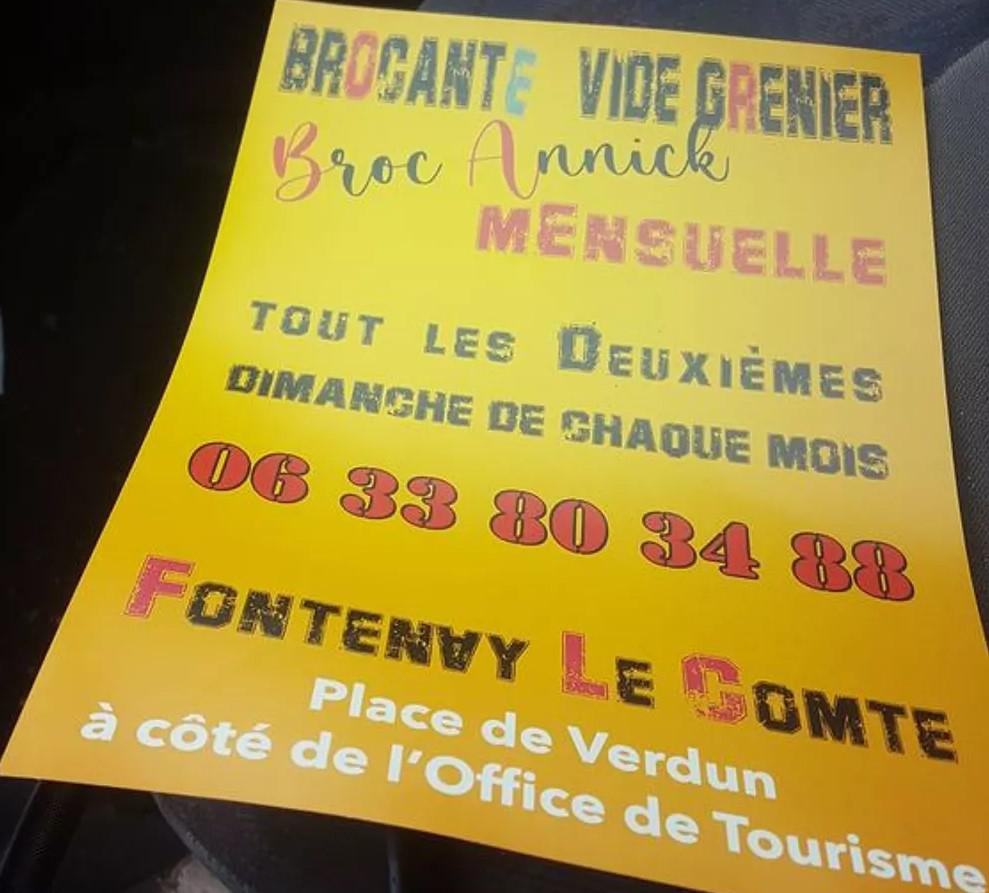 BROCANTE VIDE GRENIER
Broc Annick
MENSUELLE
TOUT LES DEUXIÈMES
DIMANCHE DE CHAQUE MOIS
06 33 80 34 88
FONTENAY LE COMTE
Place de Verdun
à côté de l'Office de Tourisme